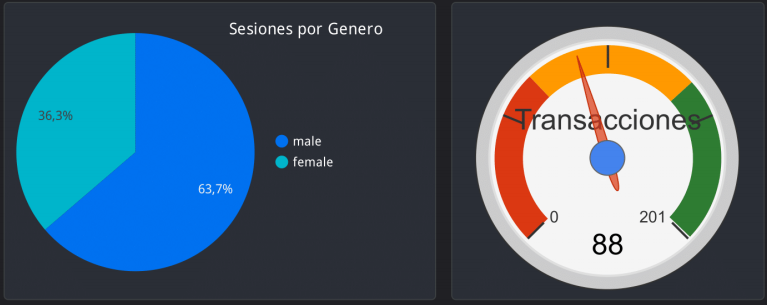 Sesiones por Genero
36,3%
63,7%
male
female
Transacciones
0
201
88